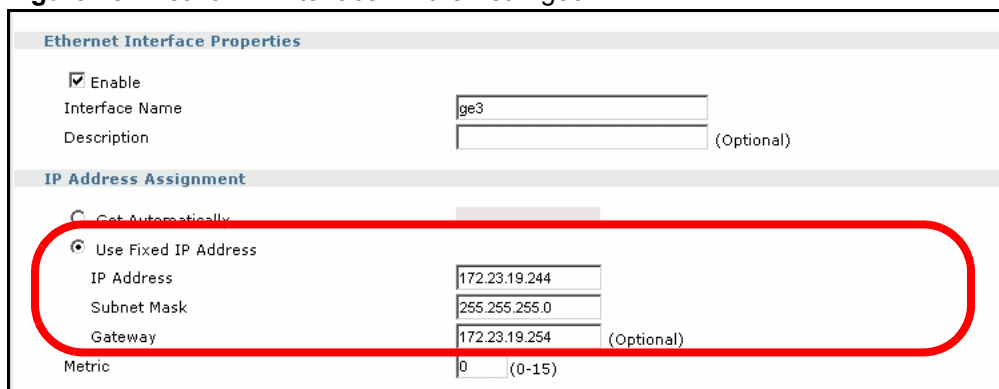 Ethernet Interface Properties
Enable
Interface Name ge3
Description (Optional)
IP Address Assignment
Get Automatically
Use Fixed IP Address
IP Address 172.23.19.244
Subnet Mask 255.255.255.0
Gateway 172.23.19.254 (Optional)
Metric 0 (0-15)